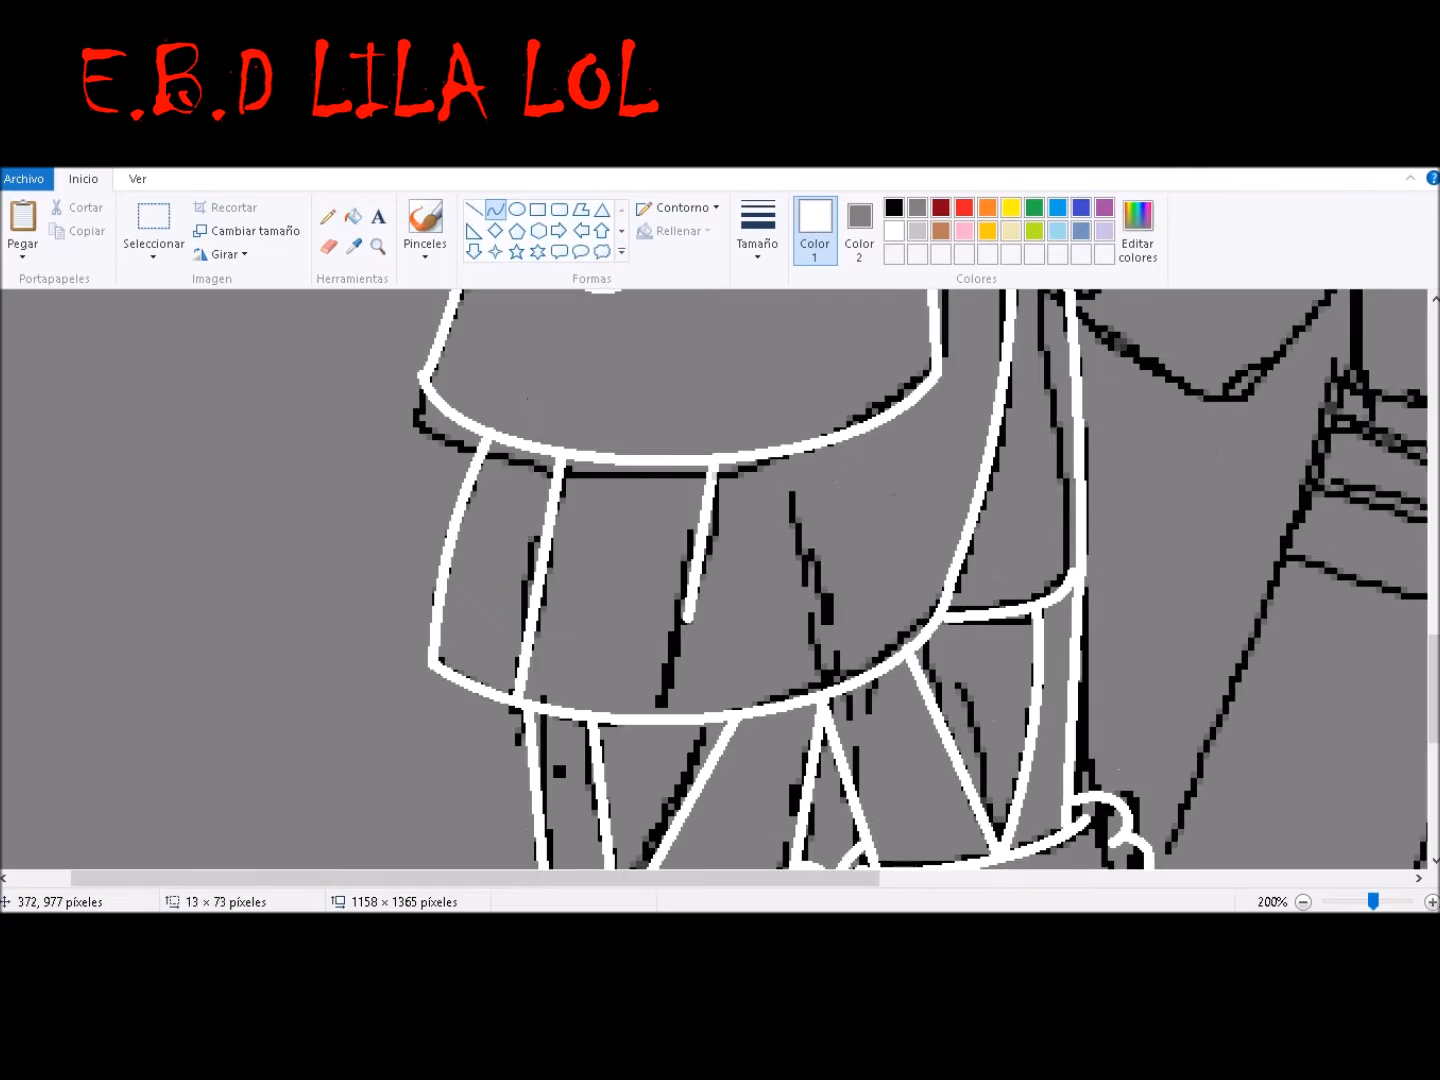 E.B.D LILA LOL
Archivo Inicio Ver
Pegar
Cortar
Copiar
Portapapeles
Seleccionar
Recortar
Cambiar tamaño
Girar
Imagen
A
Herramientas
Pinceles
Contorno
Rellenar
Formas
Tamaño
Color 1
Color 2
Editar colores
Colores
372, 977 píxeles 13 × 73 píxeles 1158 × 1365 píxeles 200%